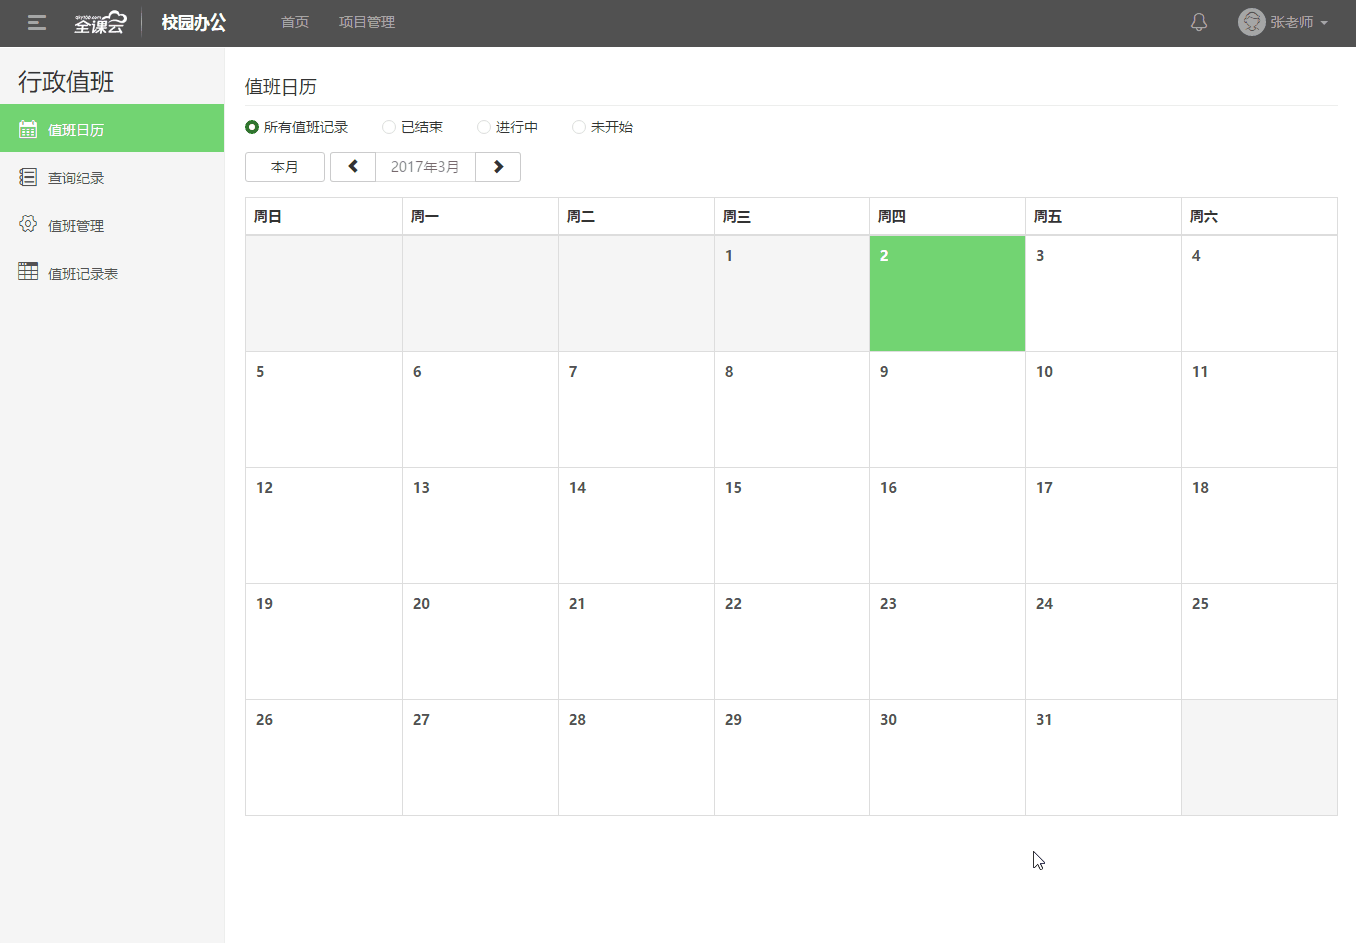 qky100.com
全课云 校园办公 首页 项目管理 张老师
行政值班
值班日历
查询纪录
值班管理
值班记录表
值班日历
所有值班记录 已结束 进行中 未开始
本月 2017年3月
周日 周一 周二 周三 周四 周五 周六
1 2 3 4
5 6 7 8 9 10 11
12 13 14 15 16 17 18
19 20 21 22 23 24 25
26 27 28 29 30 31